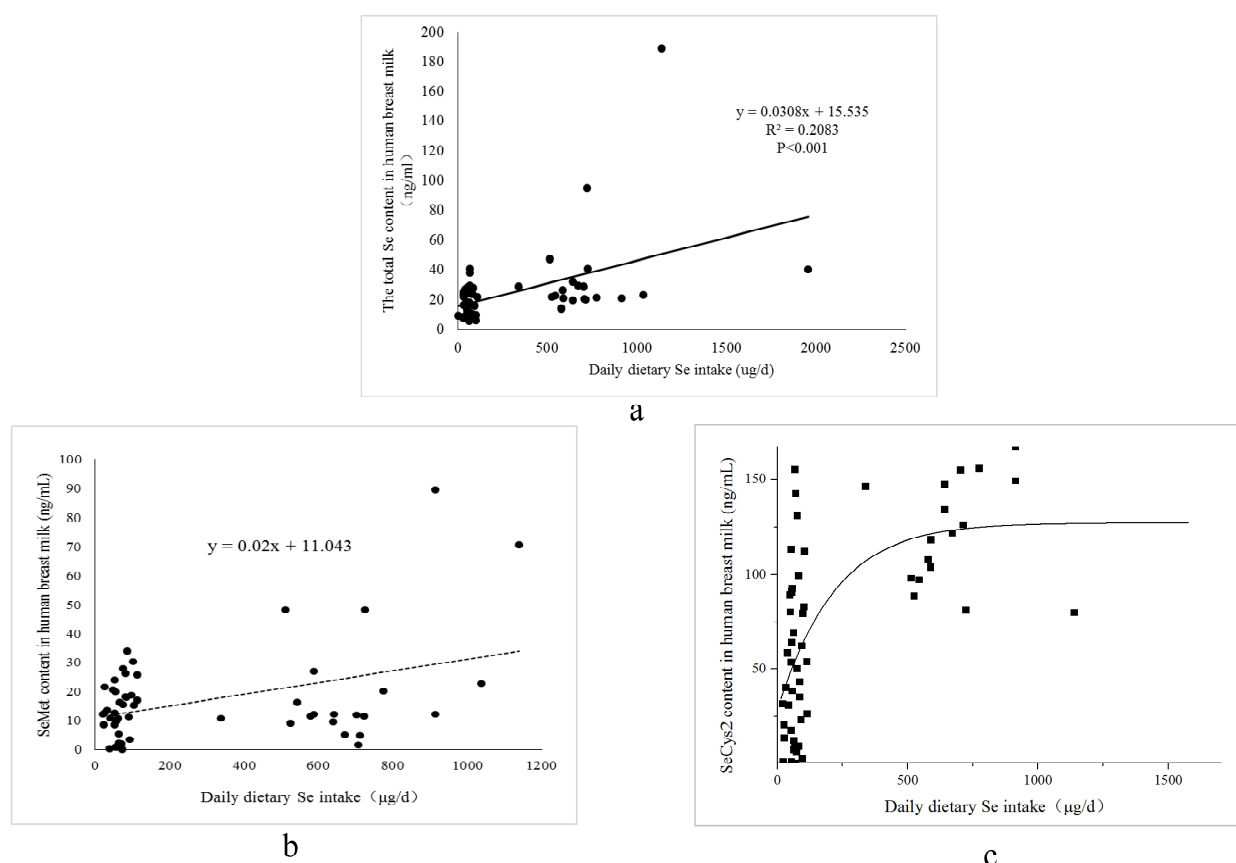 200
180
160
140
120
100
80
60
40
20
0
The total Se content in human breast milk
(ng/ml)
y = 0.0308x + 15.535
R² = 0.2083
P<0.001
0 500 1000 1500 2000 2500
Daily dietary Se intake (ug/d)
a
100
90
80
70
60
50
40
30
20
10
0
SeMet content in human breast milk (ng/mL)
y = 0.02x + 11.043
0 200 400 600 800 1000 1200
Daily dietary Se intake（μg/d）
b
150
100
50
SeCys2 content in human breast milk (ng/mL)
0 500 1000 1500
Daily dietary Se intake（μg/d）
c